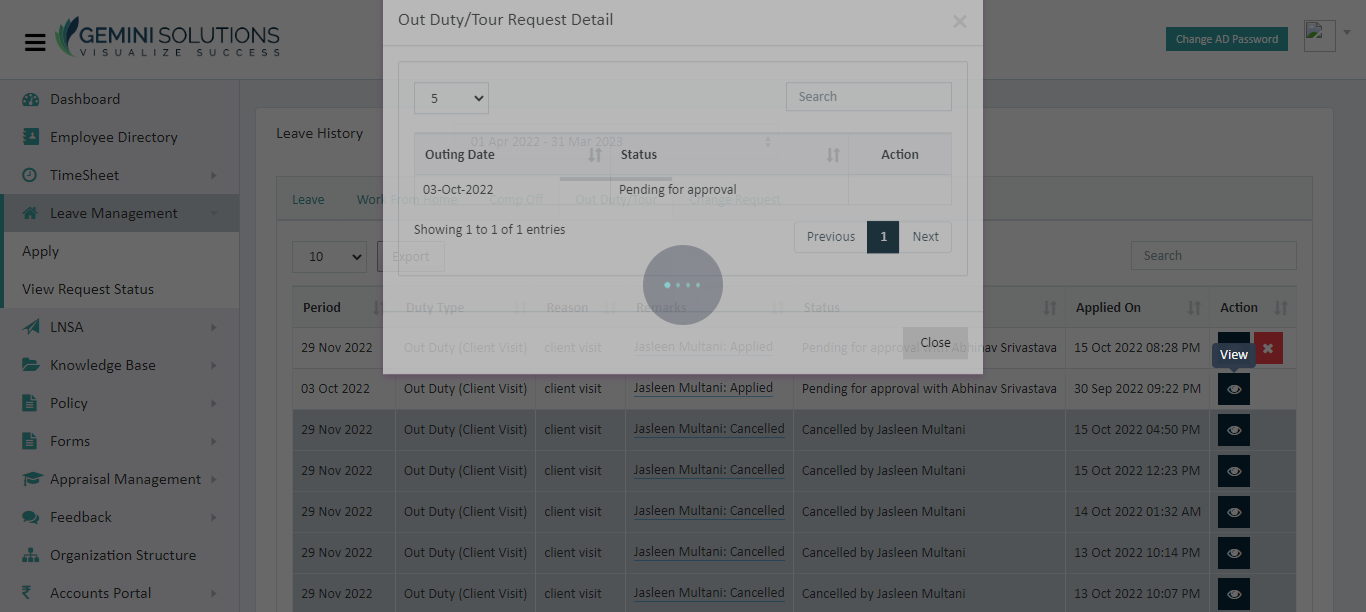 Out Duty/Tour Request Detail
×
GEMINI SOLUTIONS
VISUALIZE SUCCESS
Change AD Password
5
Search
01 Apr 2022 - 31 Mar 2023
Outing Date Status Action
03-Oct-2022 Pending for approval
Showing 1 to 1 of 1 entries
Previous 1 Next
Close
Dashboard
Employee Directory
TimeSheet
Leave Management
Apply
View Request Status
LNSA
Knowledge Base
Policy
Forms
Appraisal Management
Feedback
Organization Structure
Accounts Portal
Leave History
Leave Work From Home Comp Off Out Duty/Tour Change Request
10 Export Search
Period Duty Type Reason Remarks Status Applied On Action
29 Nov 2022 Out Duty (Client Visit) client visit Jasleen Multani: Applied Pending for approval with Abhinav Srivastava 15 Oct 2022 08:28 PM
View
03 Oct 2022 Out Duty (Client Visit) client visit Jasleen Multani: Applied Pending for approval with Abhinav Srivastava 30 Sep 2022 09:22 PM
29 Nov 2022 Out Duty (Client Visit) client visit Jasleen Multani: Cancelled Cancelled by Jasleen Multani 15 Oct 2022 04:50 PM
29 Nov 2022 Out Duty (Client Visit) client visit Jasleen Multani: Cancelled Cancelled by Jasleen Multani 15 Oct 2022 12:23 PM
29 Nov 2022 Out Duty (Client Visit) client visit Jasleen Multani: Cancelled Cancelled by Jasleen Multani 14 Oct 2022 01:32 AM
29 Nov 2022 Out Duty (Client Visit) client visit Jasleen Multani: Cancelled Cancelled by Jasleen Multani 13 Oct 2022 10:14 PM
29 Nov 2022 Out Duty (Client Visit) client visit Jasleen Multani: Cancelled Cancelled by Jasleen Multani 13 Oct 2022 10:07 PM